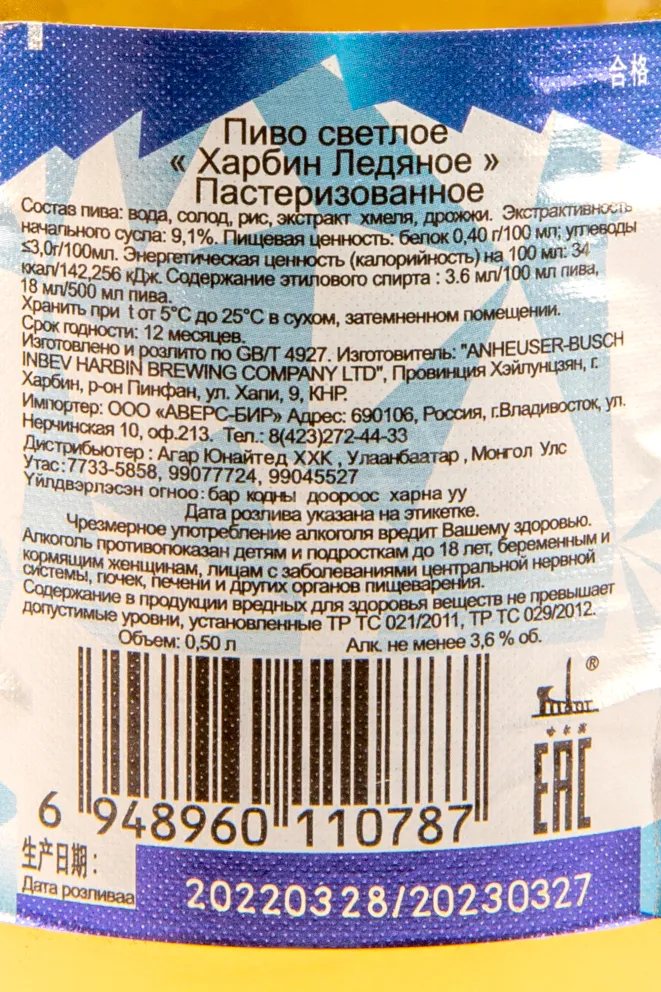 合格
Пиво светлое
« Харбин Ледяное »
Пастеризованное
Состав пива: вода, солод, рис, экстракт хмеля, дрожжи. Экстрактивность
начального сусла: 9,1%. Пищевая ценность: белок 0,40 г/100 мл; углеводы
≤3,0г/100мл. Энергетическая ценность (калорийность) на 100 мл: 34
ккал/142,256 кДж. Содержание этилового спирта : 3.6 мл/100 мл пива,
18 мл/500 мл пива.
Хранить при t от 5°C до 25°C в сухом, затемненном помещении.
Срок годности: 12 месяцев.
Изготовлено и розлито по GB/T 4927. Изготовитель: "ANHEUSER-BUSCH
INBEV HARBIN BREWING COMPANY LTD", Провинция Хэйлунцзян, г.
Харбин, р-он Пинфан, ул. Хапи, 9, КНР.
Импортер: ООО «АВЕРС-БИР» Адрес: 690106, Россия, г.Владивосток, ул.
Нерчинская 10, оф.213. Тел.: 8(423)272-44-33
Дистрибьютер : Агар Юнайтед ХХК , Улаанбаатар , Монгол Улс
Утас:7733-5858, 99077724, 99045527
Үйлдвэрлэсэн огноо: бар кодны доороос харна уу
Дата розлива указана на этикетке.
Чрезмерное употребление алкоголя вредит Вашему здоровью.
Алкоголь противопоказан детям и подросткам до 18 лет, беременным и
кормящим женщинам, лицам с заболеваниями центральной нервной
системы, почек, печени и других органов пищеварения.
Содержание в продукции вредных для здоровья веществ не превышает
допустимые уровни, установленные ТР ТС 021/2011, ТР ТС 029/2012.
Объем: 0,50 л Алк. не менее 3,6 % об.
®
哈尔滨
EAC
6 948960 110787
生产日期：
Дата розливаа
20220328/20230327